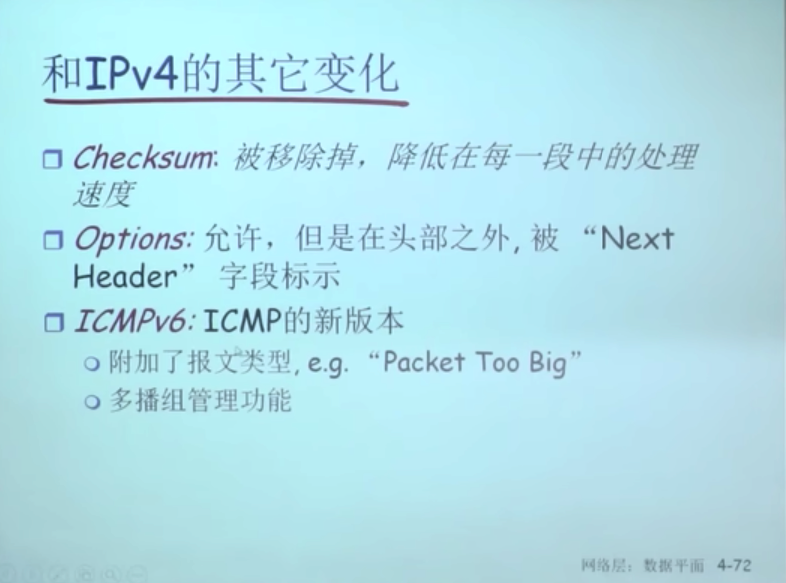 和IPv4的其它变化
Checksum: 被移除掉，降低在每一段中的处理
速度
Options: 允许，但是在头部之外, 被 “Next
Header” 字段标示
ICMPv6: ICMP的新版本
附加了报文类型, e.g. “Packet Too Big”
多播组管理功能
网络层：数据平面 4-72